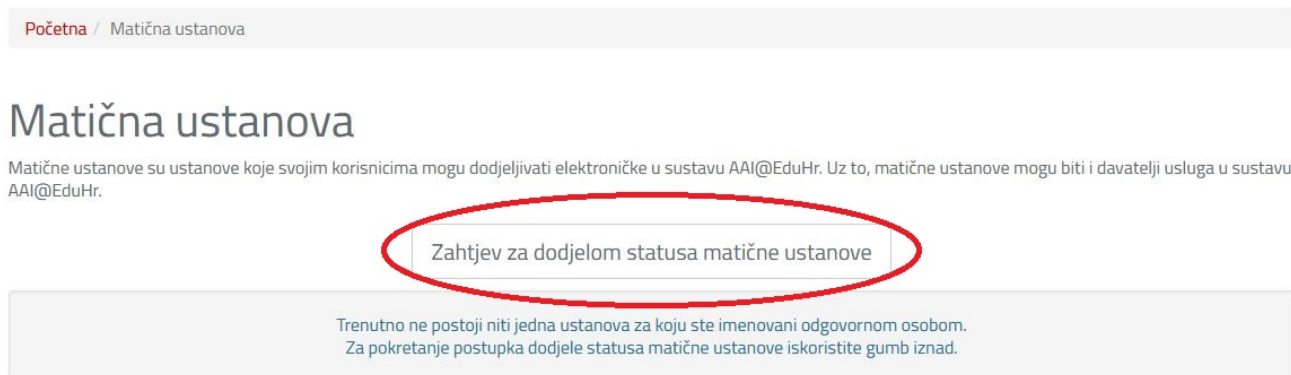 Početna / Matična ustanova
Matična ustanova
Matične ustanove su ustanove koje svojim korisnicima mogu dodjeljivati elektroničke u sustavu AAI@EduHr. Uz to, matične ustanove mogu biti i davatelji usluga u sustavu
AAI@EduHr.
Zahtjev za dodjelom statusa matične ustanove
Trenutno ne postoji niti jedna ustanova za koju ste imenovani odgovornom osobom.
Za pokretanje postupka dodjele statusa matične ustanove iskoristite gumb iznad.